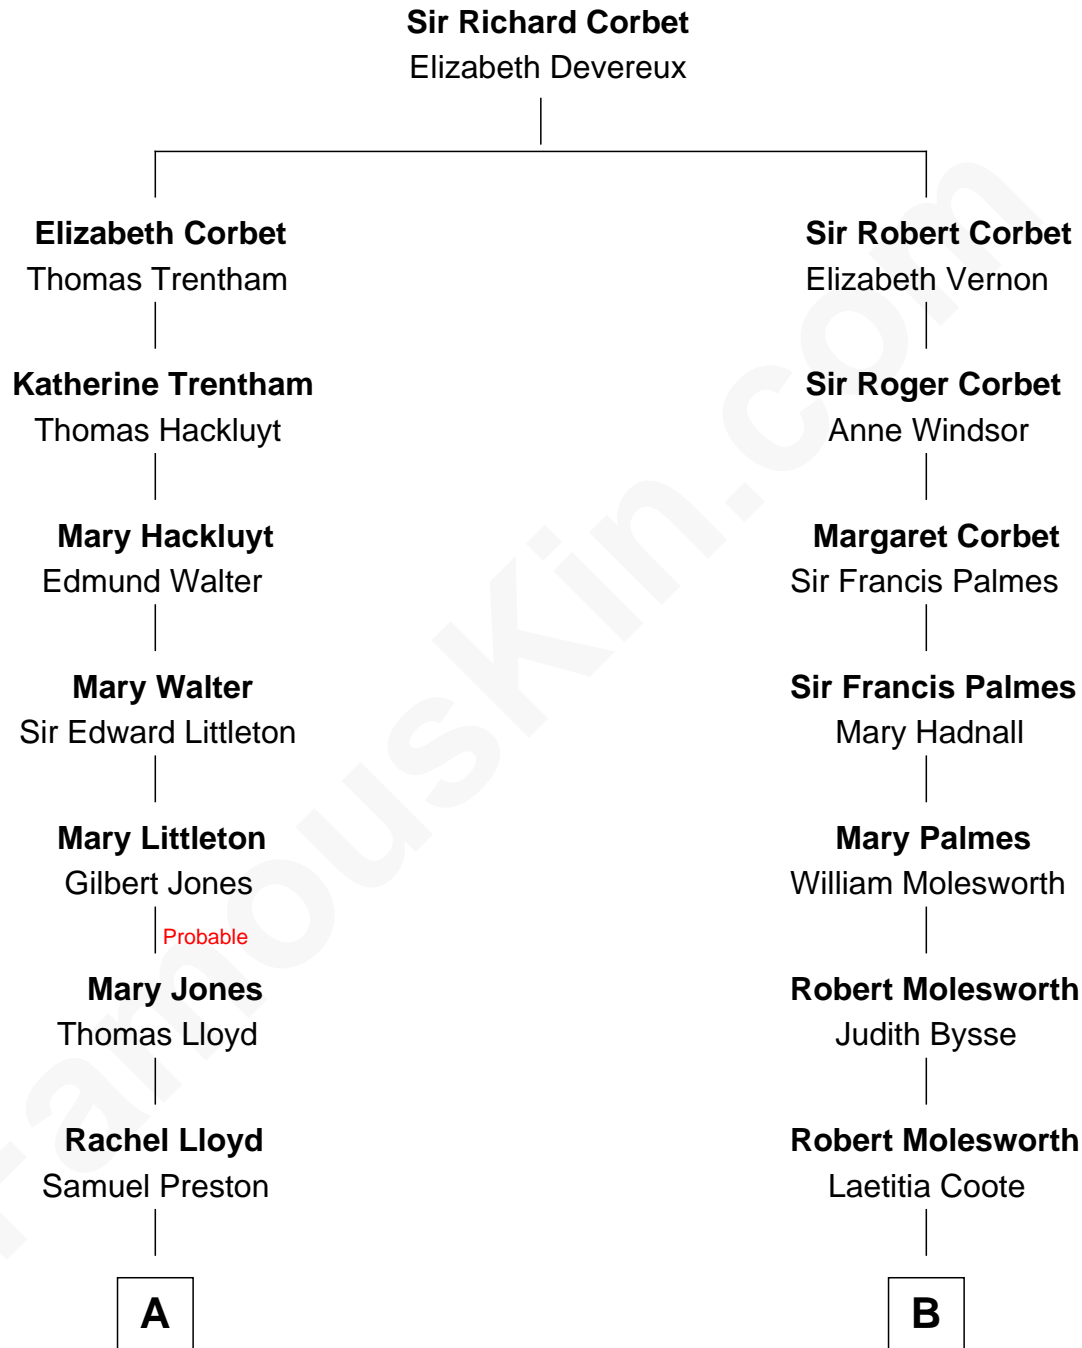 Sir Richard Corbet
Elizabeth Devereux
Elizabeth Corbet
Thomas Trentham
Sir Robert Corbet
Elizabeth Vernon
Katherine Trentham
Thomas Hackluyt
Sir Roger Corbet
Anne Windsor
Mary Hackluyt
Edmund Walter
Margaret Corbet
Sir Francis Palmes
Mary Walter
Sir Edward Littleton
Sir Francis Palmes
Mary Hadnall
Mary Littleton
Gilbert Jones
Mary Palmes
William Molesworth
Probable
Mary Jones
Thomas Lloyd
Robert Molesworth
Judith Bysse
Rachel Lloyd
Samuel Preston
Robert Molesworth
Laetitia Coote
A
B
FamousKin.com